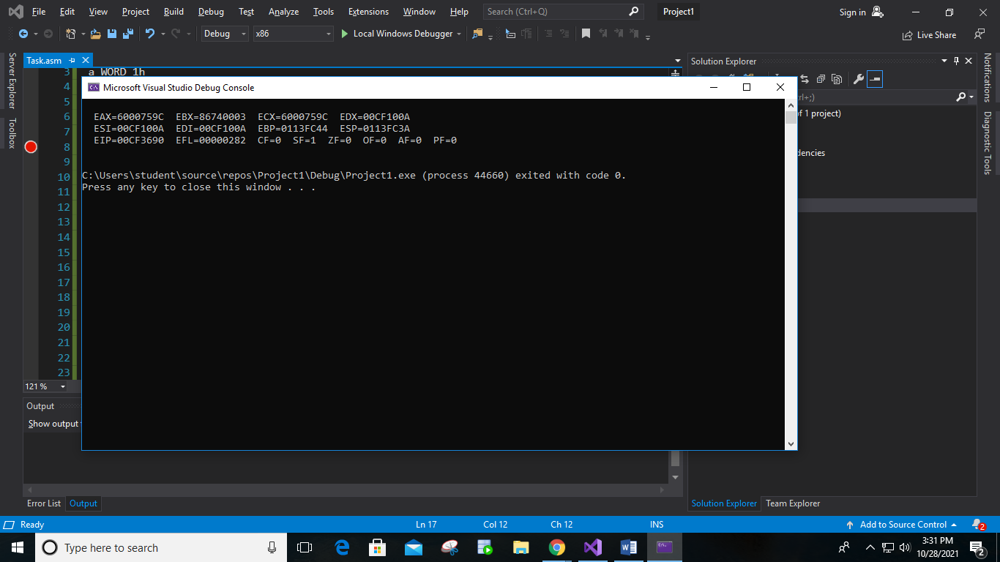 File Edit View Project Build Debug Test Analyze Tools Extensions Window Help Search (Ctrl+Q) Project1 Sign in
Debug x86 Local Windows Debugger Live Share
Server Explorer
Toolbox
Task.asm
3 a WORD 1h
4
5
6
7
8
9
10
11
12
13
14
15
16
17
18
19
20
21
22
23
121 %
Microsoft Visual Studio Debug Console
EAX=6000759C EBX=86740003 ECX=6000759C EDX=00CF100A
ESI=00CF100A EDI=00CF100A EBP=0113FC44 ESP=0113FC3A
EIP=00CF3690 EFL=00000282 CF=0 SF=1 ZF=0 OF=0 AF=0 PF=0
C:\Users\student\source\repos\Project1\Debug\Project1.exe (process 44660) exited with code 0.
Press any key to close this window . . .
Solution Explorer
rl+;)
of 1 project)
dencies
Notifications
Diagnostic Tools
Output
Show output
Error List Output
Solution Explorer Team Explorer
Ready Ln 17 Col 12 Ch 12 INS Add to Source Control 2
Type here to search
3:31 PM
10/28/2021
2